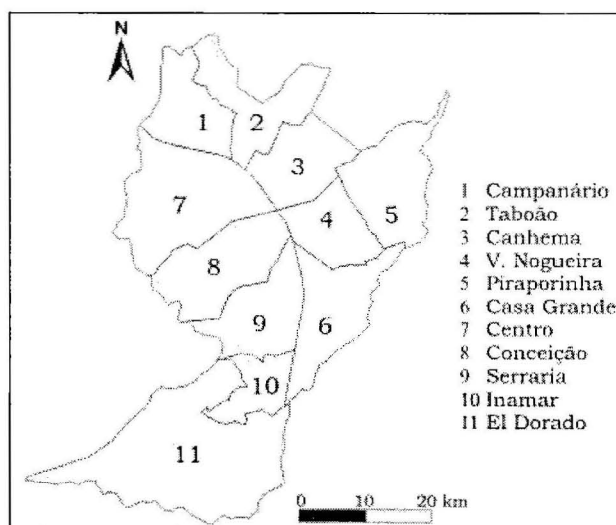 N
1
2
3
7
4
5
8
6
9
10
11
1 Campanário
2 Taboão
3 Canhema
4 V. Nogueira
5 Piraporinha
6 Casa Grande
7 Centro
8 Conceição
9 Serraria
10 Inamar
11 El Dorado
0 10 20 km